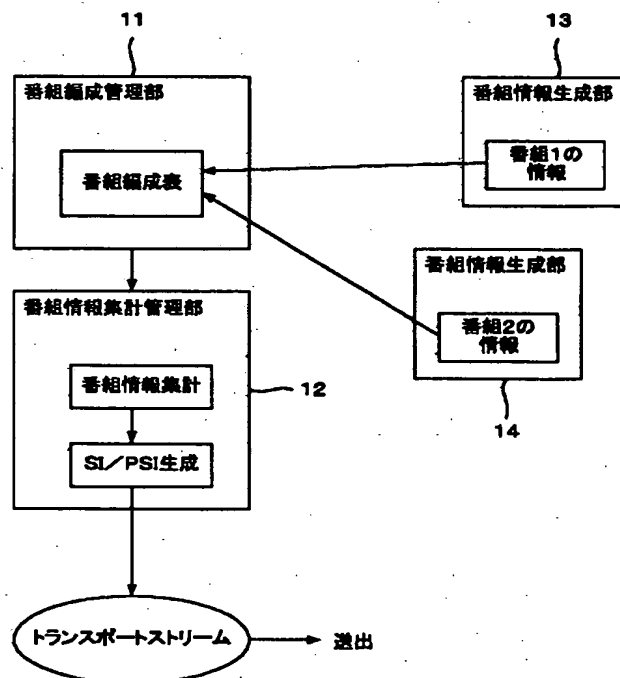 11
番組編成管理部
番組編成表
13
番組情報生成部
番組1の
情報
番組情報生成部
番組2の
情報
14
番組情報集計管理部
番組情報集計
SI/PSI生成
12
トランスポートストリーム
送出